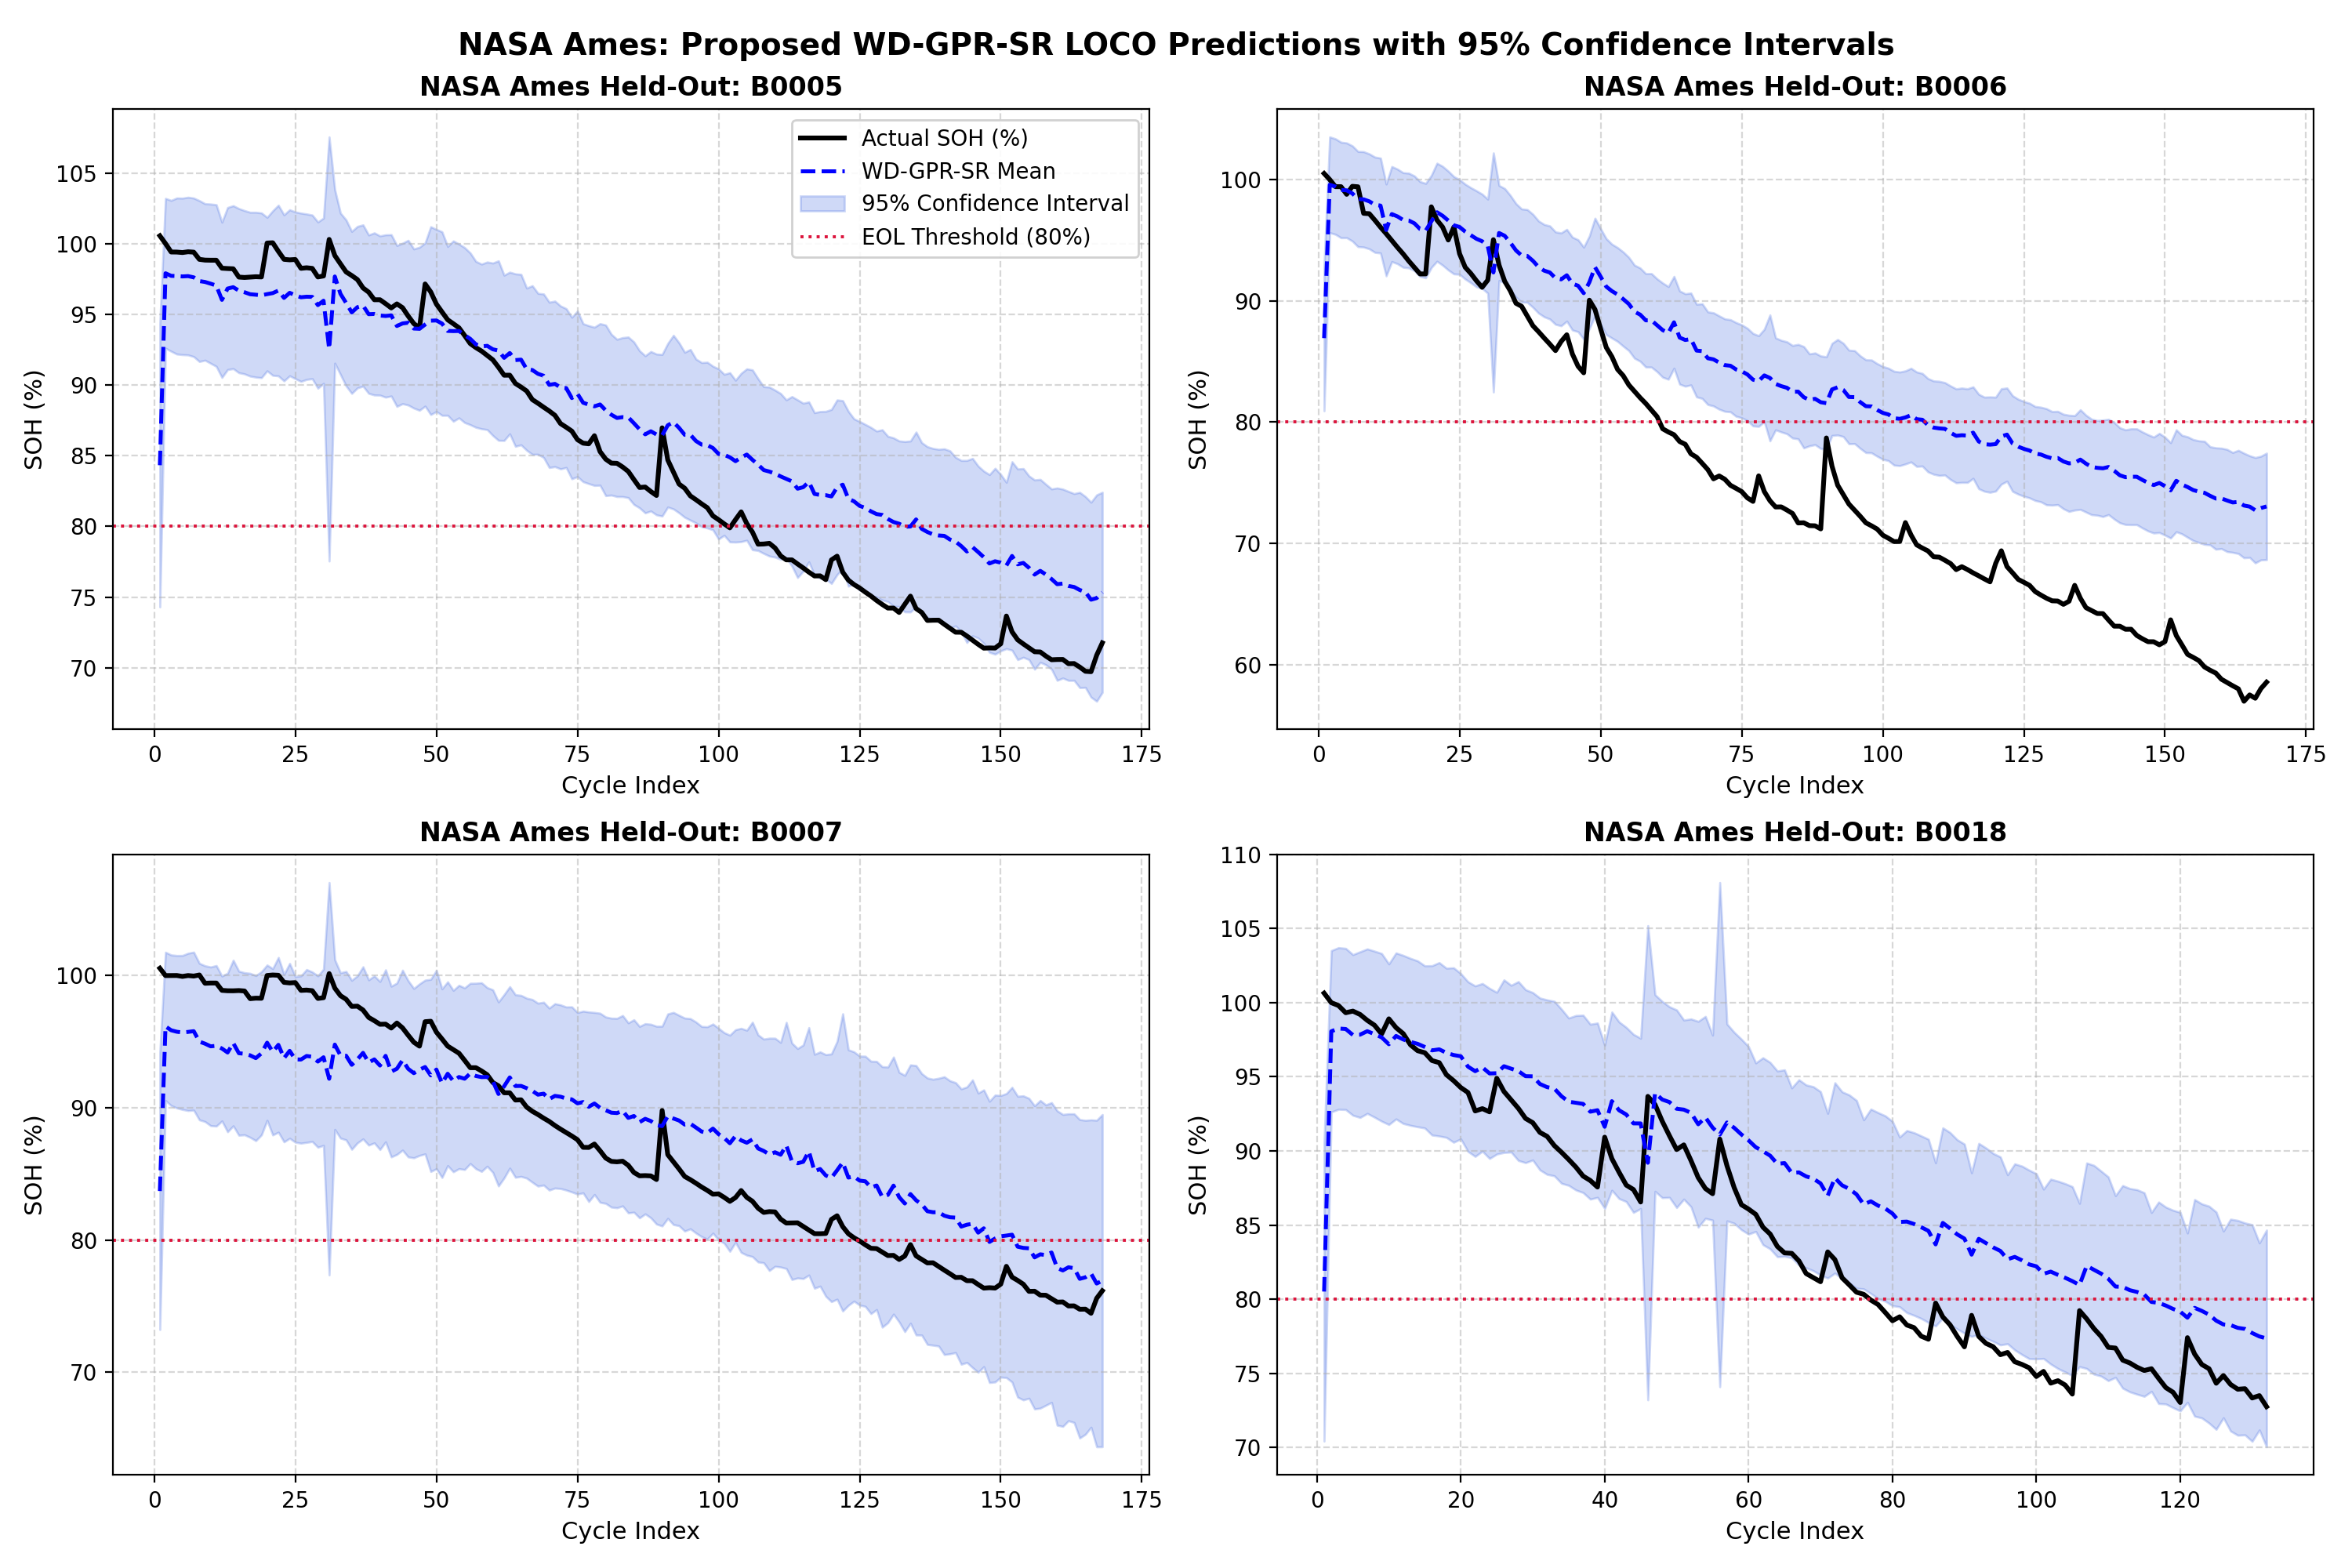 NASA Ames: Proposed WD-GPR-SR LOCO Predictions with 95% Confidence Intervals
NASA Ames Held-Out: B0005
SOH (%)
105
100
95
90
85
80
75
70
0 25 50 75 100 125 150 175
Cycle Index
Actual SOH (%)
WD-GPR-SR Mean
95% Confidence Interval
EOL Threshold (80%)
NASA Ames Held-Out: B0006
SOH (%)
100
90
80
70
60
0 25 50 75 100 125 150 175
Cycle Index
NASA Ames Held-Out: B0007
SOH (%)
100
90
80
70
0 25 50 75 100 125 150 175
Cycle Index
NASA Ames Held-Out: B0018
SOH (%)
110
105
100
95
90
85
80
75
70
0 20 40 60 80 100 120
Cycle Index